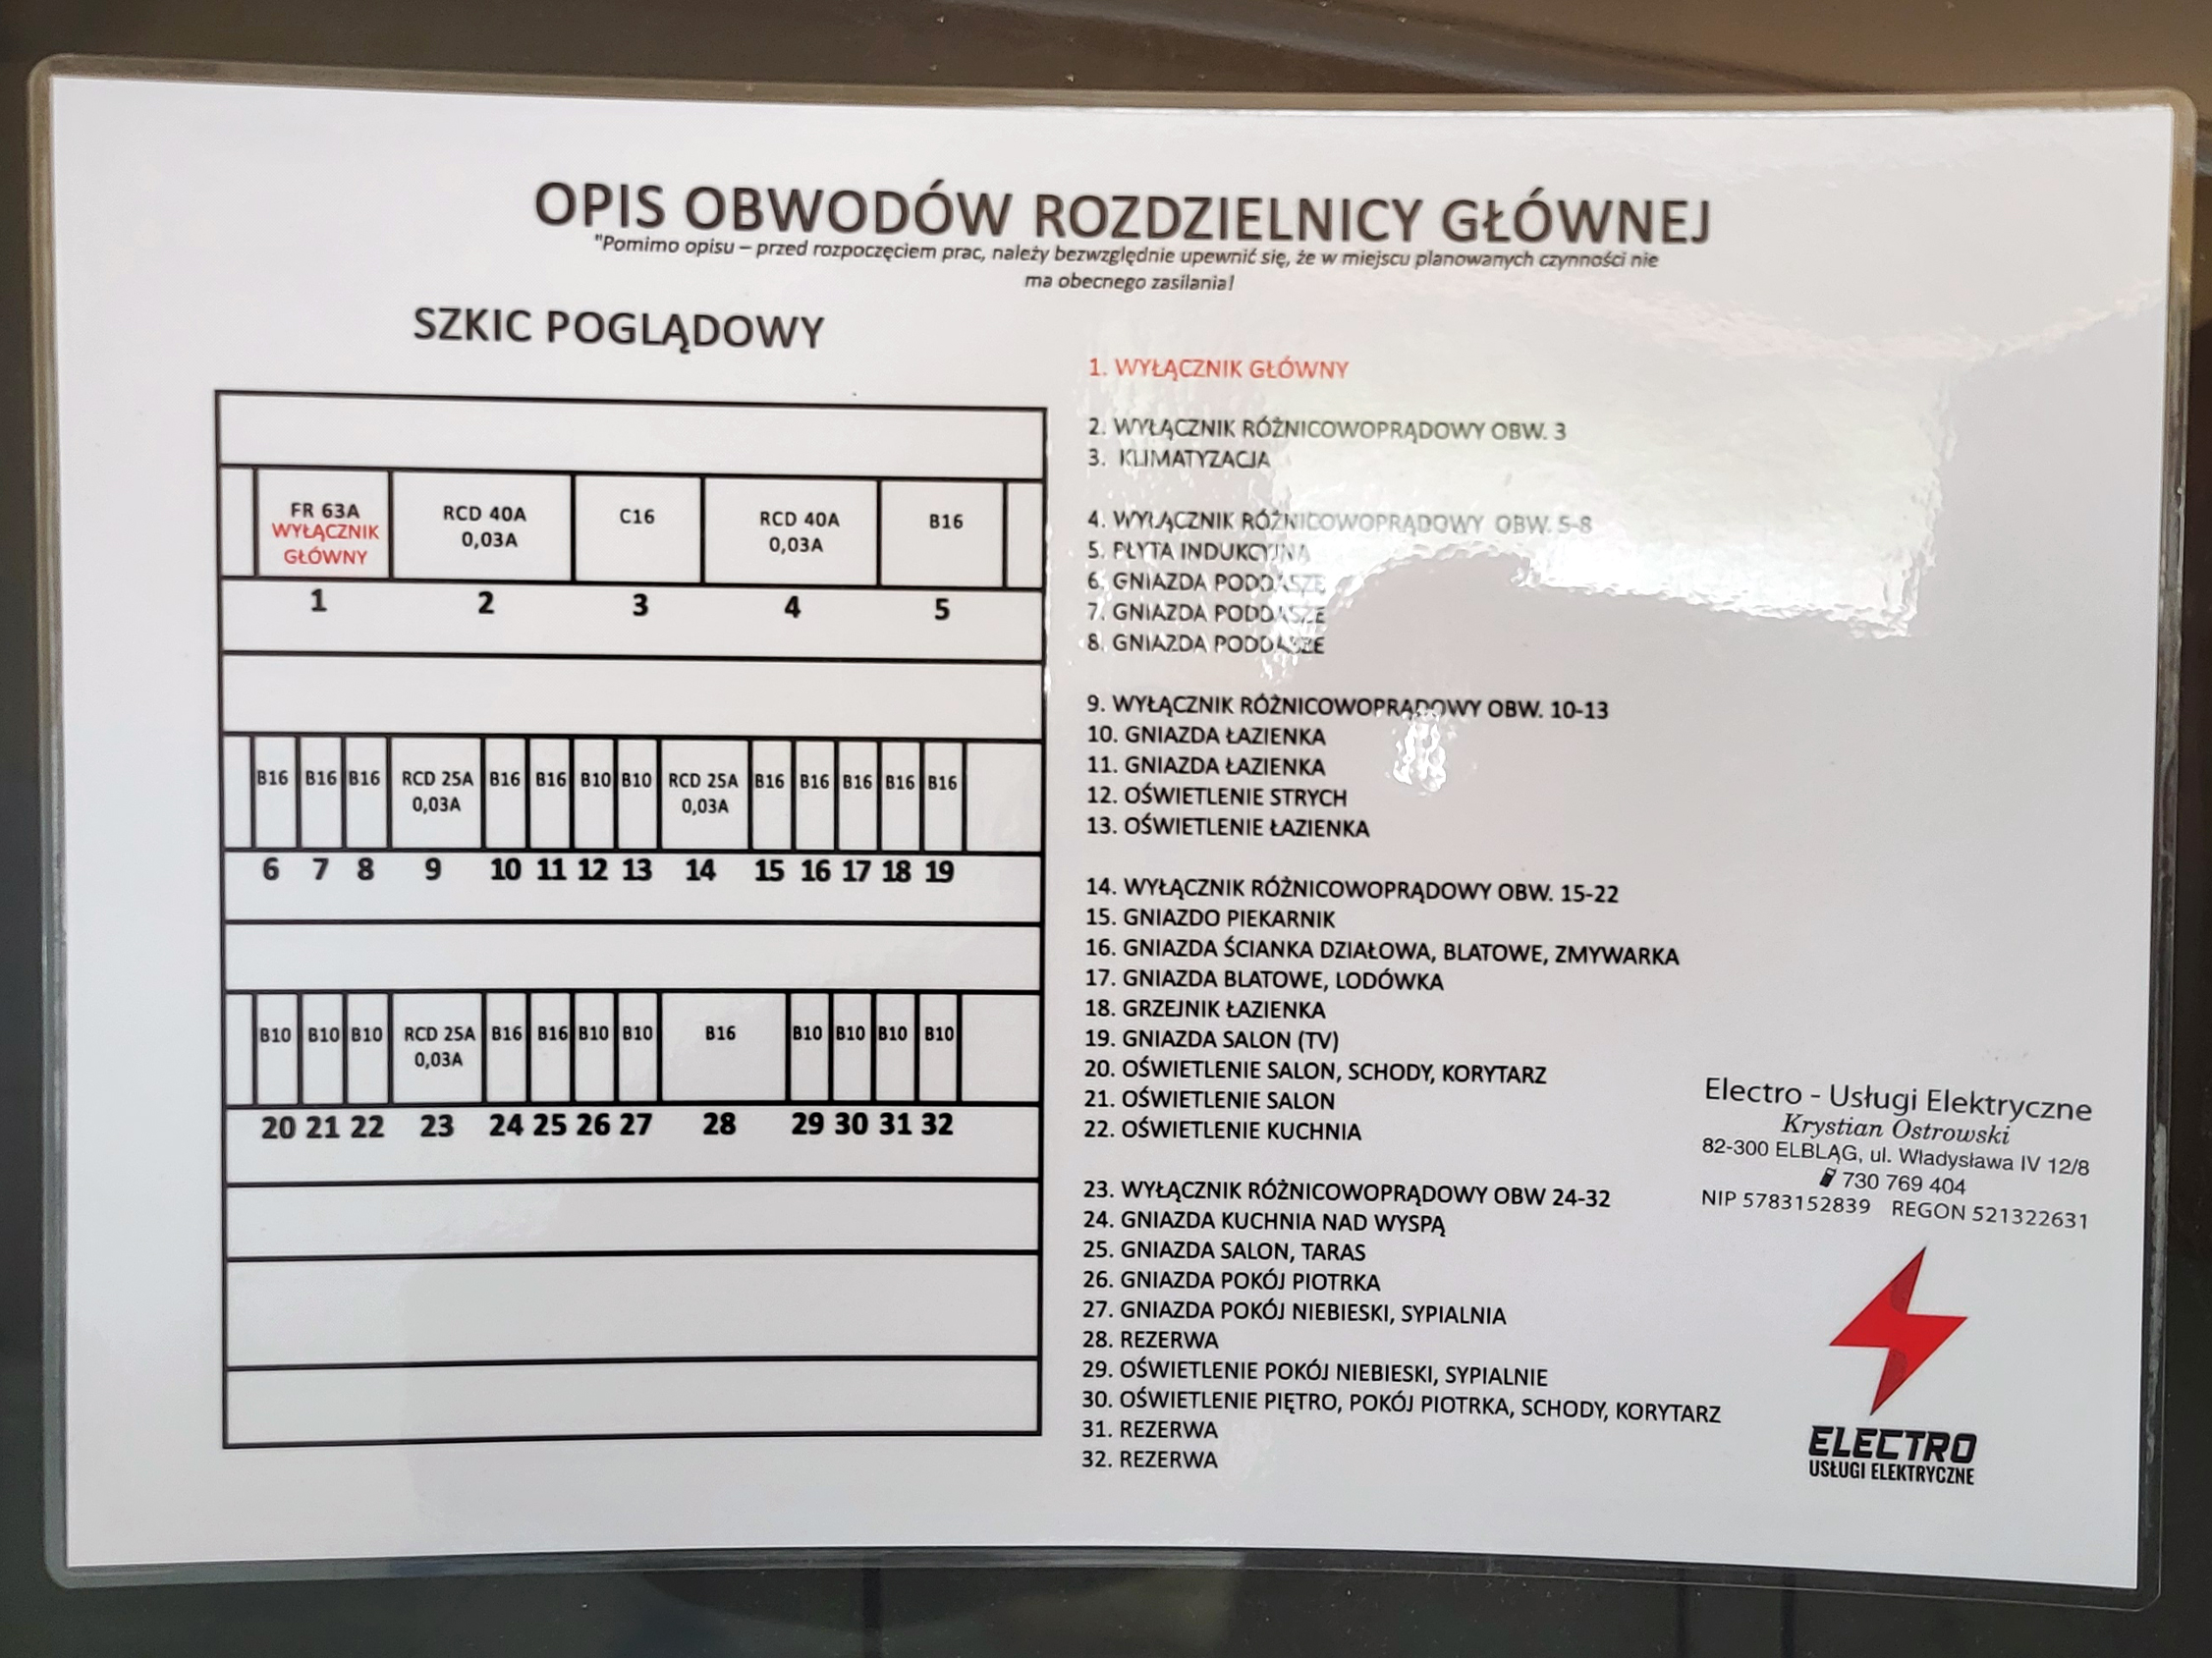 OPIS OBWODÓW ROZDZIELNICY GŁÓWNEJ
"Pomimo opisu – przed rozpoczęciem prac, należy bezwzględnie upewnić się, że w miejscu planowanych czynności nie
ma obecnego zasilania!
SZKIC POGLĄDOWY
FR 63A
WYŁĄCZNIK
GŁÓWNY
RCD 40A
0,03A
C16
RCD 40A
0,03A
B16
1 2 3 4 5
B16 B16 B16 RCD 25A B16 B16 B10 B10 RCD 25A B16 B16 B16 B16 B16
0,03A 0,03A
6 7 8 9 10 11 12 13 14 15 16 17 18 19
B10 B10 B10 RCD 25A B16 B16 B10 B10 B16 B10 B10 B10 B10
0,03A
20 21 22 23 24 25 26 27 28 29 30 31 32
1. WYŁĄCZNIK GŁÓWNY
2. WYŁĄCZNIK RÓŻNICOWOPRĄDOWY OBW. 3
3. KLIMATYZACJA
4. WYŁĄCZNIK RÓŻNICOWOPRĄDOWY OBW. 5-8
5. PŁYTA INDUKCYJNA
6. GNIAZDA PODDASZE
7. GNIAZDA PODDASZE
8. GNIAZDA PODDASZE
9. WYŁĄCZNIK RÓŻNICOWOPRĄDOWY OBW. 10-13
10. GNIAZDA ŁAZIENKA
11. GNIAZDA ŁAZIENKA
12. OŚWIETLENIE STRYCH
13. OŚWIETLENIE ŁAZIENKA
14. WYŁĄCZNIK RÓŻNICOWOPRĄDOWY OBW. 15-22
15. GNIAZDO PIEKARNIK
16. GNIAZDA ŚCIANKA DZIAŁOWA, BLATOWE, ZMYWARKA
17. GNIAZDA BLATOWE, LODÓWKA
18. GRZEJNIK ŁAZIENKA
19. GNIAZDA SALON (TV)
20. OŚWIETLENIE SALON, SCHODY, KORYTARZ
21. OŚWIETLENIE SALON
22. OŚWIETLENIE KUCHNIA
23. WYŁĄCZNIK RÓŻNICOWOPRĄDOWY OBW 24-32
24. GNIAZDA KUCHNIA NAD WYSPĄ
25. GNIAZDA SALON, TARAS
26. GNIAZDA POKÓJ PIOTRKA
27. GNIAZDA POKÓJ NIEBIESKI, SYPIALNIA
28. REZERWA
29. OŚWIETLENIE POKÓJ NIEBIESKI, SYPIALNIE
30. OŚWIETLENIE PIĘTRO, POKÓJ PIOTRKA, SCHODY, KORYTARZ
31. REZERWA
32. REZERWA
Electro - Usługi Elektryczne
Krystian Ostrowski
82-300 ELBLĄG, ul. Władysława IV 12/8
730 769 404
NIP 5783152839 REGON 521322631
ELECTRO
USŁUGI ELEKTRYCZNE